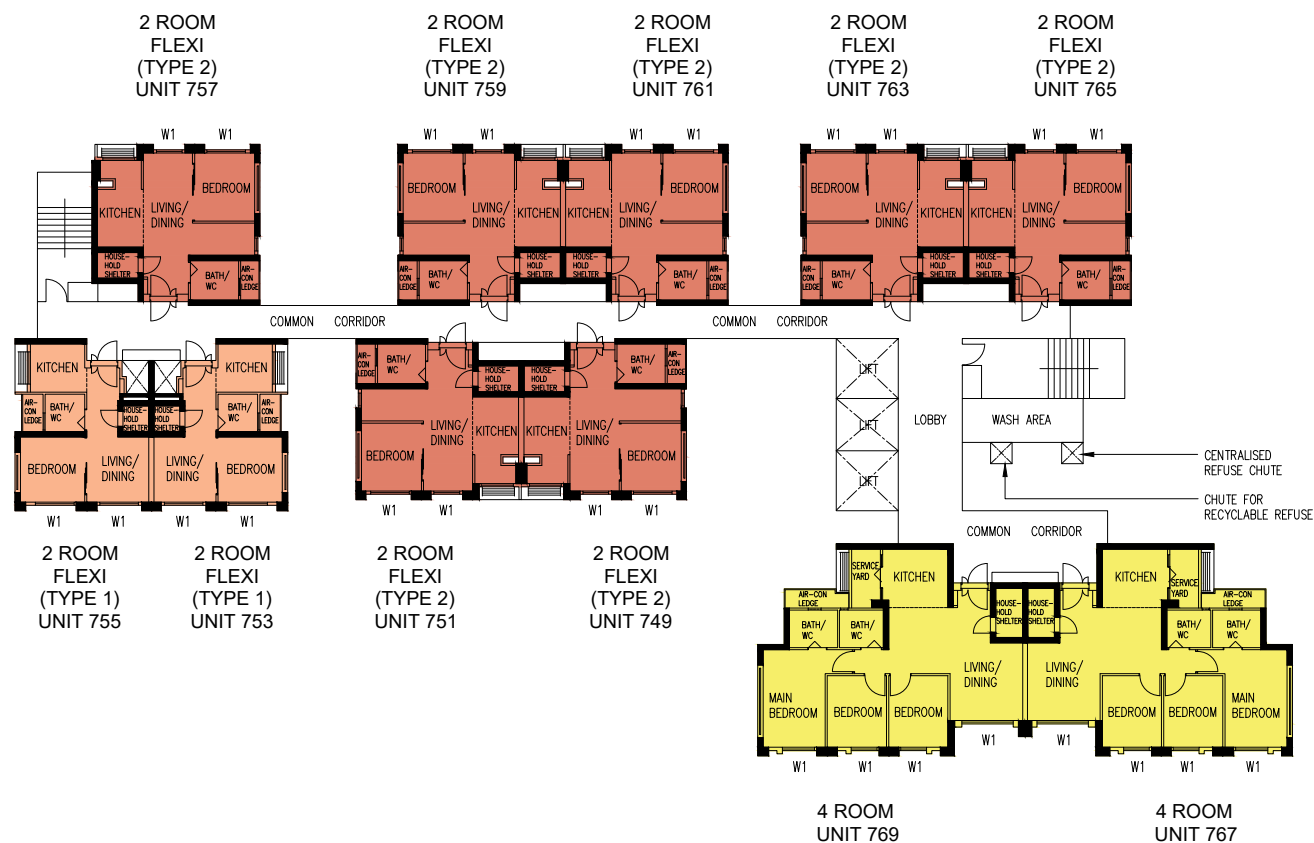 2 ROOM
FLEXI
(TYPE 2)
UNIT 757
2 ROOM
FLEXI
(TYPE 2)
UNIT 759
2 ROOM
FLEXI
(TYPE 2)
UNIT 761
2 ROOM
FLEXI
(TYPE 2)
UNIT 763
2 ROOM
FLEXI
(TYPE 2)
UNIT 765
W1 W1
W1 W1
W1 W1
W1 W1
W1 W1
KITCHEN
LIVING/
DINING
BEDROOM
HOUSE-
HOLD
SHELTER
BATH/
WC
AIR-
CON
LEDGE
BEDROOM
LIVING/
DINING
KITCHEN
AIR-
CON
LEDGE
BATH/
WC
HOUSE-
HOLD
SHELTER
KITCHEN
LIVING/
DINING
BEDROOM
HOUSE-
HOLD
SHELTER
BATH/
WC
AIR-
CON
LEDGE
BEDROOM
LIVING/
DINING
KITCHEN
AIR-
CON
LEDGE
BATH/
WC
HOUSE-
HOLD
SHELTER
KITCHEN
LIVING/
DINING
BEDROOM
HOUSE-
HOLD
SHELTER
BATH/
WC
AIR-
CON
LEDGE
COMMON CORRIDOR
COMMON CORRIDOR
KITCHEN
AIR-
CON
LEDGE
BATH/
WC
HOUSE-
HOLD
SHELTER
BEDROOM
LIVING/
DINING
KITCHEN
HOUSE-
HOLD
SHELTER
BATH/
WC
AIR-
CON
LEDGE
LIVING/
DINING
BEDROOM
W1 W1 W1 W1
AIR-
CON
LEDGE
BATH/
WC
HOUSE-
HOLD
SHELTER
BEDROOM
LIVING/
DINING
KITCHEN
HOUSE-
HOLD
SHELTER
BATH/
WC
AIR-
CON
LEDGE
KITCHEN
LIVING/
DINING
BEDROOM
W1 W1 W1 W1
LIFT
LIFT
LIFT
LOBBY
WASH AREA
CENTRALISED
REFUSE CHUTE
CHUTE FOR
RECYCLABLE REFUSE
COMMON CORRIDOR
2 ROOM
FLEXI
(TYPE 1)
UNIT 755
2 ROOM
FLEXI
(TYPE 1)
UNIT 753
2 ROOM
FLEXI
(TYPE 2)
UNIT 751
2 ROOM
FLEXI
(TYPE 2)
UNIT 749
SERVICE
YARD
KITCHEN
AIR-CON
LEDGE
BATH/
WC
BATH/
WC
HOUSE-
HOLD
SHELTER
LIVING/
DINING
MAIN
BEDROOM
BEDROOM
BEDROOM
W1 W1 W1 W1
KITCHEN
SERVICE
YARD
AIR-CON
LEDGE
HOUSE-
HOLD
SHELTER
BATH/
WC
BATH/
WC
LIVING/
DINING
BEDROOM
BEDROOM
MAIN
BEDROOM
W1 W1 W1 W1
4 ROOM
UNIT 769
4 ROOM
UNIT 767